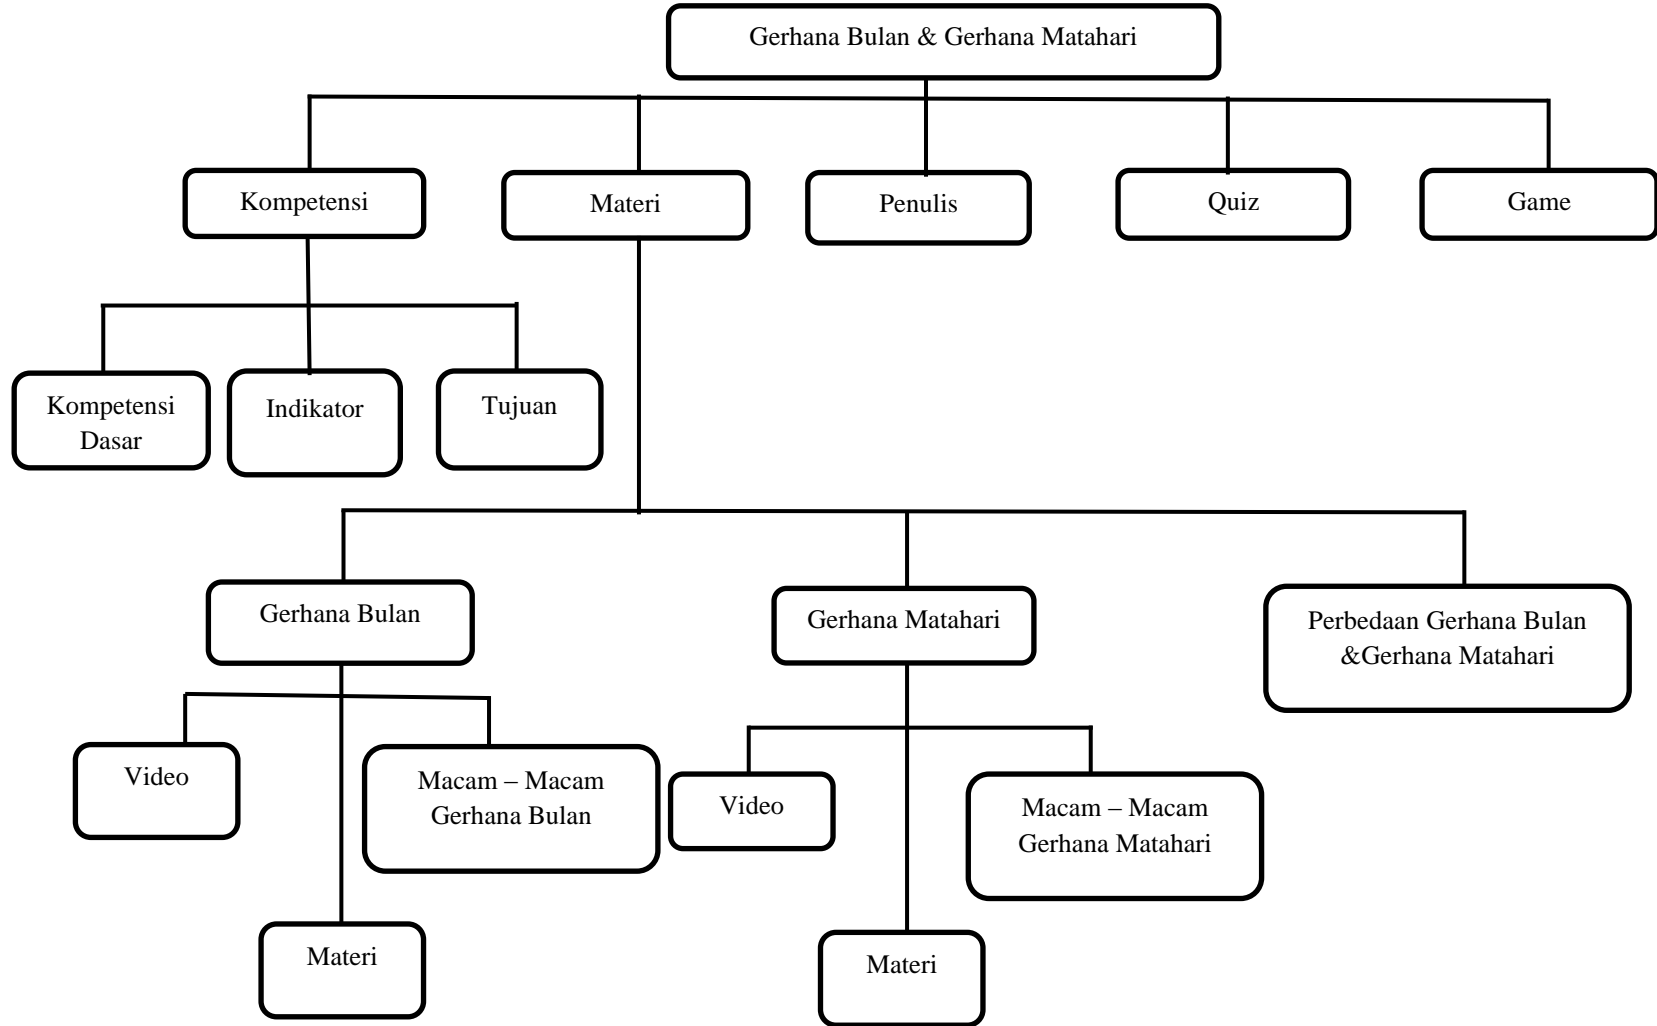 Gerhana Bulan & Gerhana Matahari
Kompetensi
Materi
Penulis
Quiz
Game
Kompetensi
Dasar
Indikator
Tujuan
Gerhana Bulan
Gerhana Matahari
Perbedaan Gerhana Bulan
&Gerhana Matahari
Video
Macam – Macam
Gerhana Bulan
Video
Macam – Macam
Gerhana Matahari
Materi
Materi